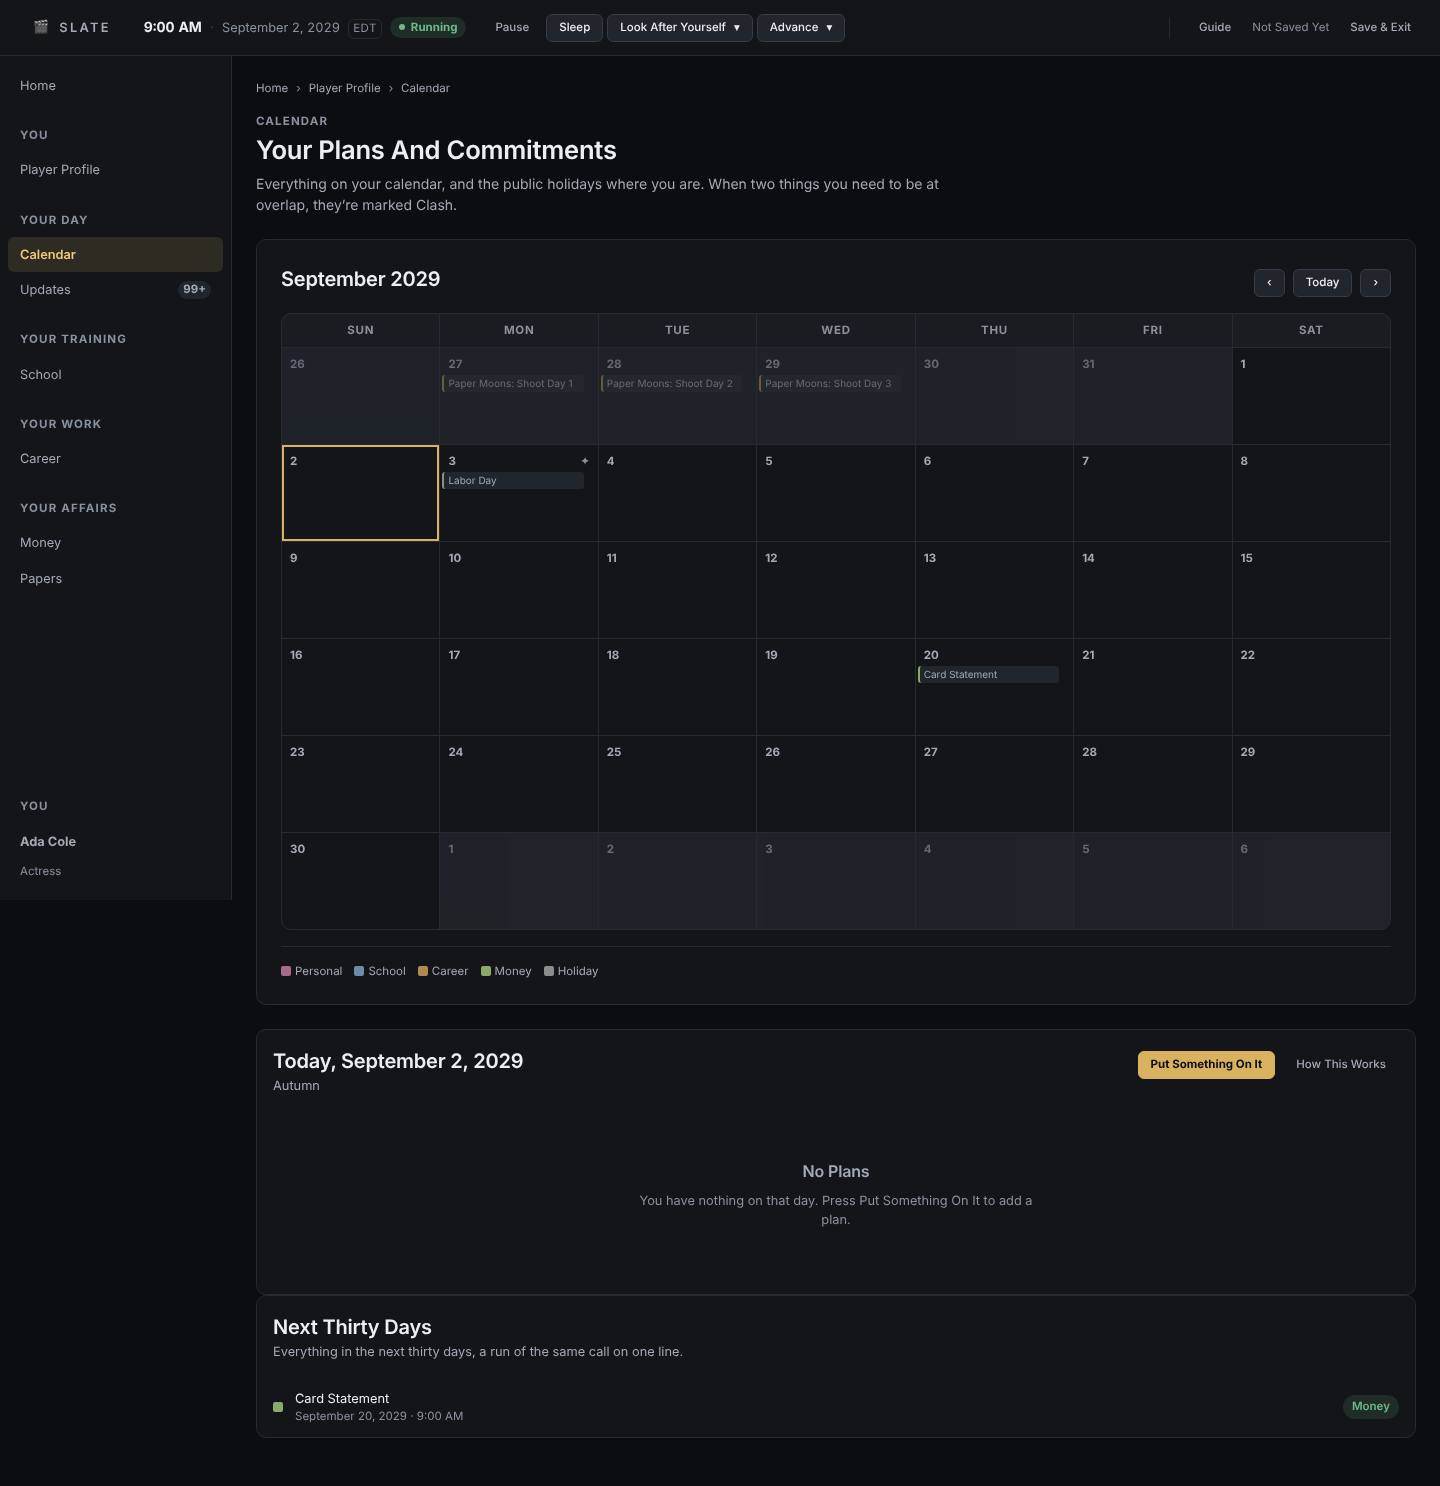 SLATE
9:00 AM · September 2, 2029 EDT Running
Pause
Sleep
Look After Yourself ▾
Advance ▾
Guide
Not Saved Yet
Save & Exit
Home
YOU
Player Profile
YOUR DAY
Calendar
Updates 99+
YOUR TRAINING
School
YOUR WORK
Career
YOUR AFFAIRS
Money
Papers
YOU
Ada Cole
Actress
Home › Player Profile › Calendar
CALENDAR
Your Plans And Commitments
Everything on your calendar, and the public holidays where you are. When two things you need to be at
overlap, they're marked Clash.
September 2029
‹ Today ›
SUN MON TUE WED THU FRI SAT
26 27 28 29 30 31 1
Paper Moons: Shoot Day 1 Paper Moons: Shoot Day 2 Paper Moons: Shoot Day 3
2 3 ✦ 4 5 6 7 8
Labor Day
9 10 11 12 13 14 15
16 17 18 19 20 21 22
Card Statement
23 24 25 26 27 28 29
30 1 2 3 4 5 6
Personal School Career Money Holiday
Today, September 2, 2029
Autumn
Put Something On It
How This Works
No Plans
You have nothing on that day. Press Put Something On It to add a
plan.
Next Thirty Days
Everything in the next thirty days, a run of the same call on one line.
Card Statement
September 20, 2029 · 9:00 AM
Money